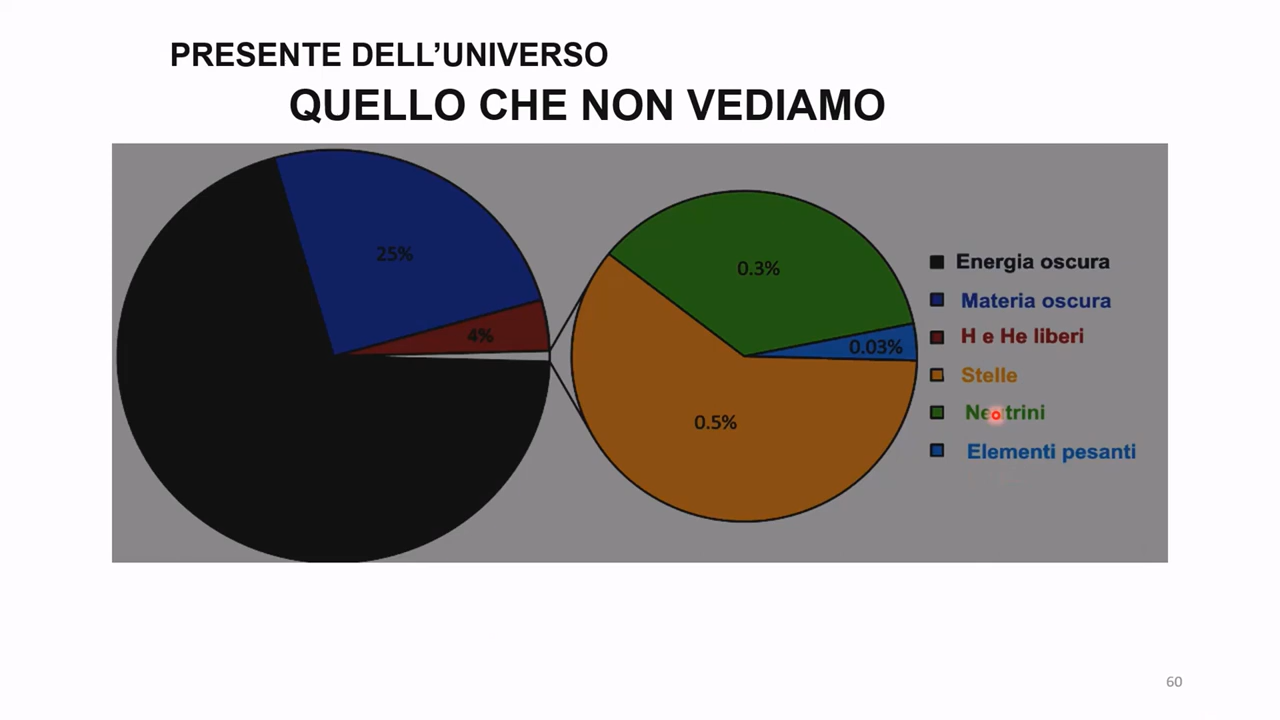 PRESENTE DELL’UNIVERSO
QUELLO CHE NON VEDIAMO
25%
4%
0.3%
0.03%
0.5%
Energia oscura
Materia oscura
H e He liberi
Stelle
Neutrini
Elementi pesanti
60